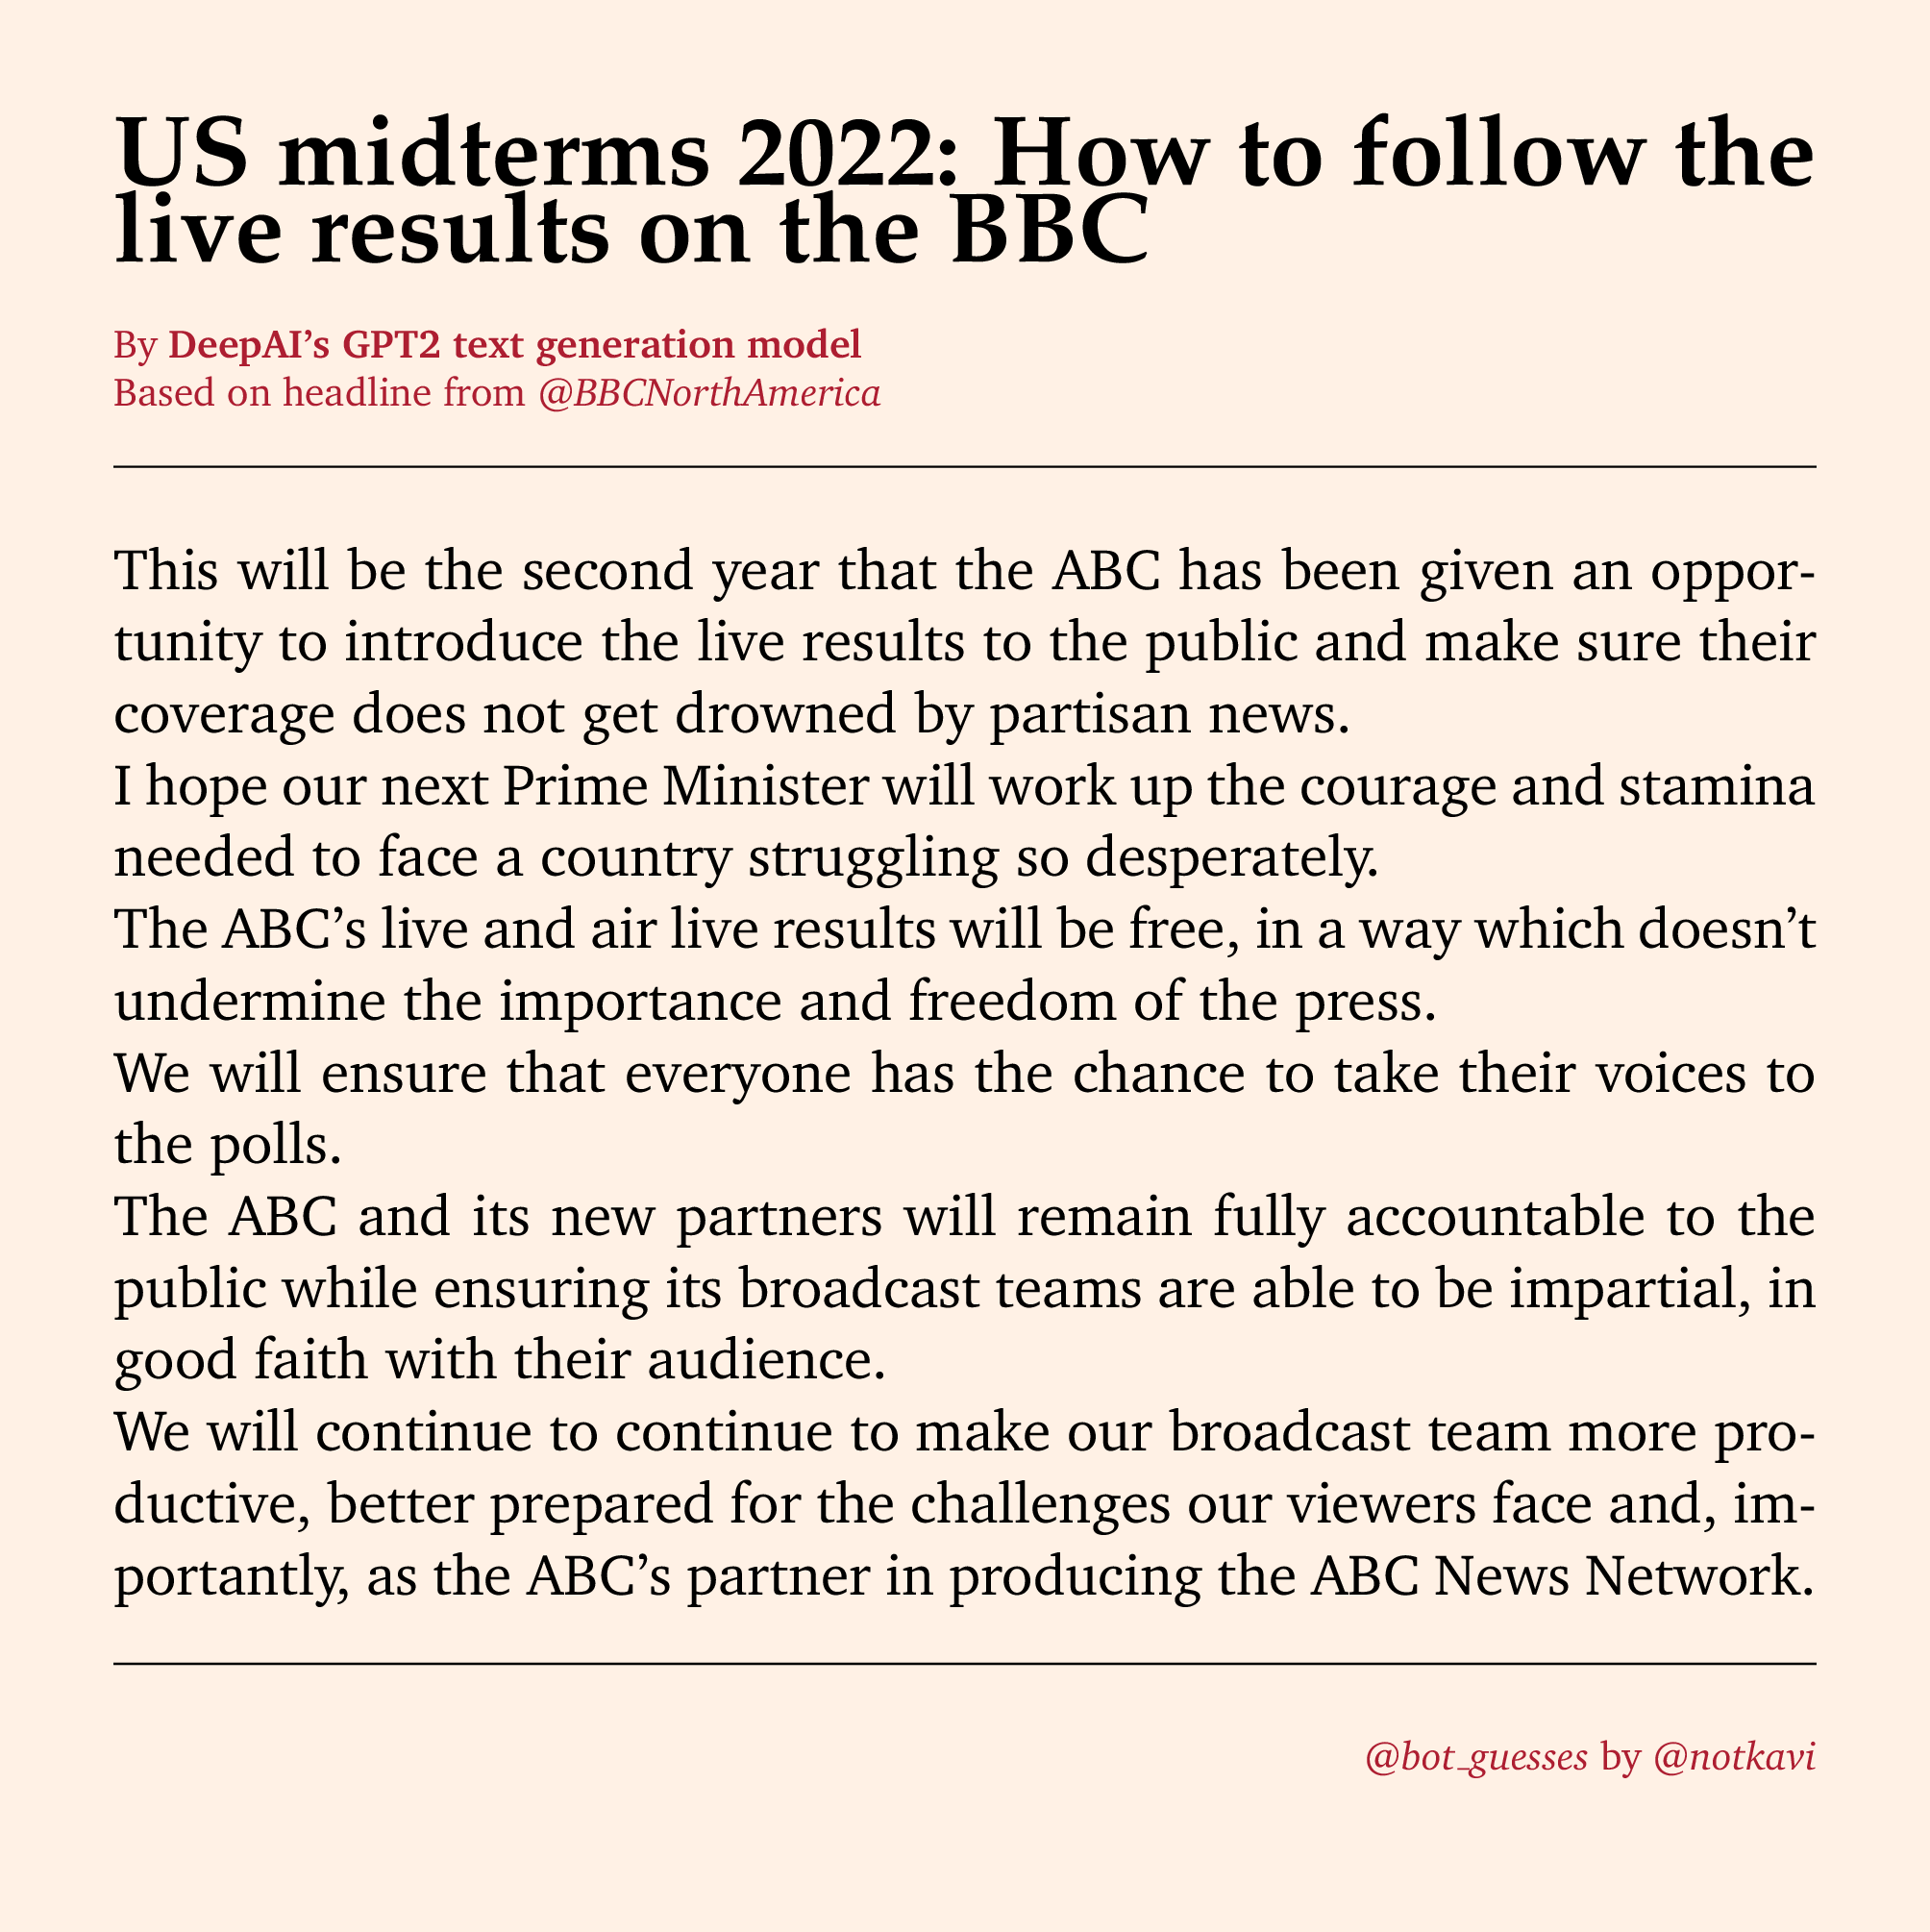 US midterms 2022: How to follow the
live results on the BBC
By DeepAI’s GPT2 text generation model
Based on headline from @BBCNorthAmerica
This will be the second year that the ABC has been given an oppor-
tunity to introduce the live results to the public and make sure their
coverage does not get drowned by partisan news.
I hope our next Prime Minister will work up the courage and stamina
needed to face a country struggling so desperately.
The ABC’s live and air live results will be free, in a way which doesn’t
undermine the importance and freedom of the press.
We will ensure that everyone has the chance to take their voices to
the polls.
The ABC and its new partners will remain fully accountable to the
public while ensuring its broadcast teams are able to be impartial, in
good faith with their audience.
We will continue to continue to make our broadcast team more pro-
ductive, better prepared for the challenges our viewers face and, im-
portantly, as the ABC’s partner in producing the ABC News Network.
@bot_guesses by @notkavi